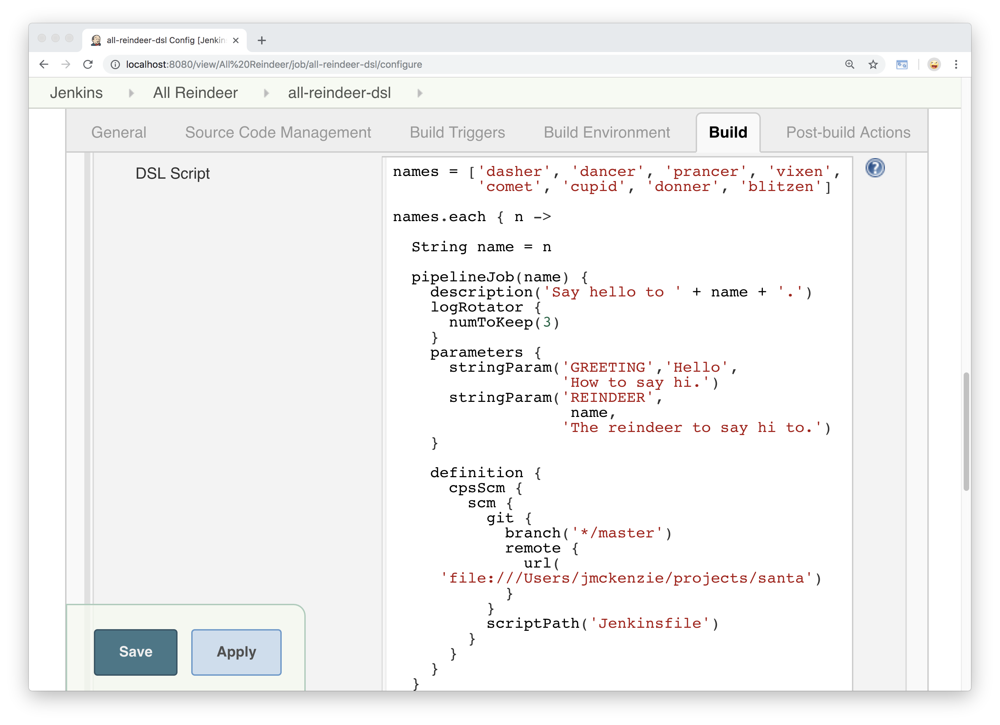 all-reindeer-dsl Config [Jenkin
localhost:8080/view/All%20Reindeer/job/all-reindeer-dsl/configure
Jenkins All Reindeer all-reindeer-dsl
General Source Code Management Build Triggers Build Environment Build Post-build Actions
DSL Script
names = ['dasher', 'dancer', 'prancer', 'vixen',
'comet', 'cupid', 'donner', 'blitzen']
names.each { n ->
String name = n
pipelineJob(name) {
description('Say hello to ' + name + '.')
logRotator {
numToKeep(3)
}
parameters {
stringParam('GREETING','Hello',
'How to say hi.')
stringParam('REINDEER',
name,
'The reindeer to say hi to.')
}
definition {
cpsScm {
scm {
git {
branch('*/master')
remote {
url(
'file:///Users/jmckenzie/projects/santa')
}
}
scriptPath('Jenkinsfile')
}
}
}
}
Save Apply